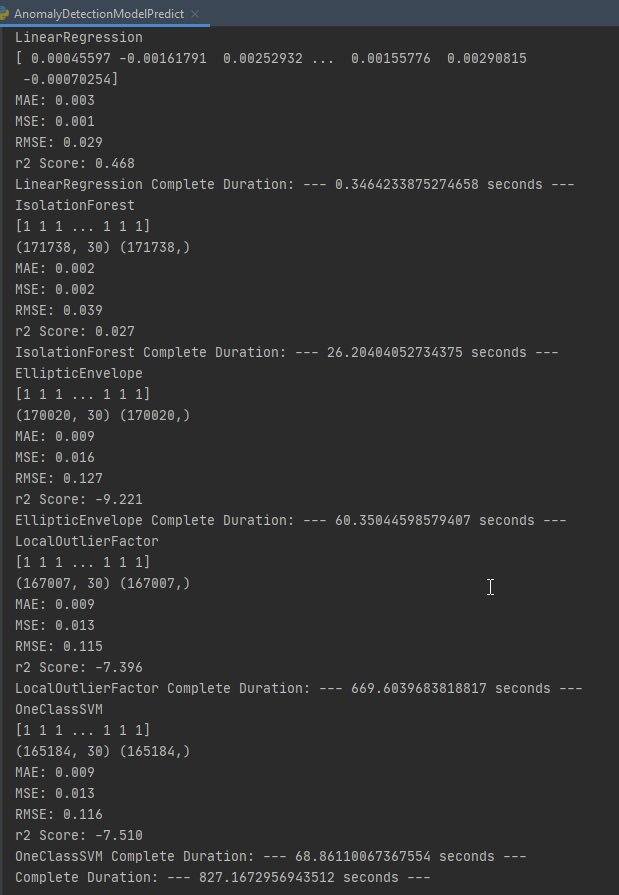 AnomalyDetectionModelPredict
LinearRegression
[ 0.00045597 -0.00161791  0.00252932 ...  0.00155776  0.00290815
 -0.00070254]
MAE: 0.003
MSE: 0.001
RMSE: 0.029
r2 Score: 0.468
LinearRegression Complete Duration: --- 0.3464233875274658 seconds ---
IsolationForest
[1 1 1 ... 1 1 1]
(171738, 30) (171738,)
MAE: 0.002
MSE: 0.002
RMSE: 0.039
r2 Score: 0.027
IsolationForest Complete Duration: --- 26.20404052734375 seconds ---
EllipticEnvelope
[1 1 1 ... 1 1 1]
(170020, 30) (170020,)
MAE: 0.009
MSE: 0.016
RMSE: 0.127
r2 Score: -9.221
EllipticEnvelope Complete Duration: --- 60.35044598579407 seconds ---
LocalOutlierFactor
[1 1 1 ... 1 1 1]
(167007, 30) (167007,)
MAE: 0.009
MSE: 0.013
RMSE: 0.115
r2 Score: -7.396
LocalOutlierFactor Complete Duration: --- 669.6039683818817 seconds ---
OneClassSVM
[1 1 1 ... 1 1 1]
(165184, 30) (165184,)
MAE: 0.009
MSE: 0.013
RMSE: 0.116
r2 Score: -7.510
OneClassSVM Complete Duration: --- 68.86110067367554 seconds ---
Complete Duration: --- 827.1672956943512 seconds ---